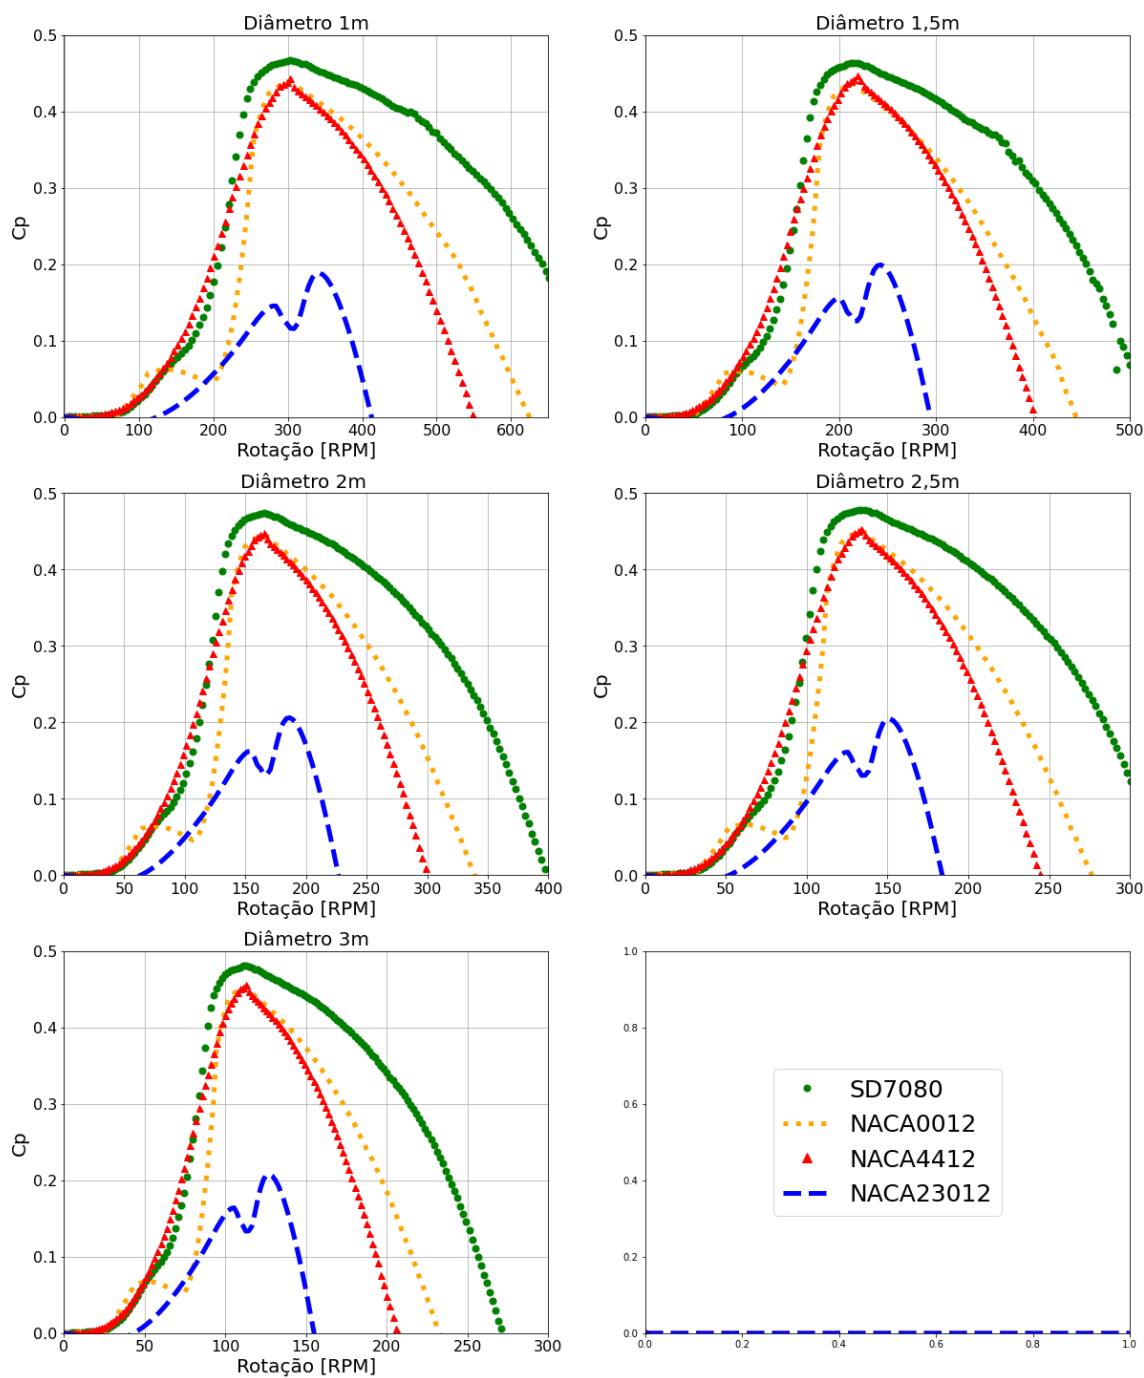 Diâmetro 1m
0.5
0.4
0.3
0.2
0.1
0.0
Cp
0 100 200 300 400 500 600
Rotação [RPM]
Diâmetro 1,5m
0.5
0.4
0.3
0.2
0.1
0.0
Cp
0 100 200 300 400 500
Rotação [RPM]
Diâmetro 2m
0.5
0.4
0.3
0.2
0.1
0.0
Cp
0 50 100 150 200 250 300 350 400
Rotação [RPM]
Diâmetro 2,5m
0.5
0.4
0.3
0.2
0.1
0.0
Cp
0 50 100 150 200 250 300
Rotação [RPM]
Diâmetro 3m
0.5
0.4
0.3
0.2
0.1
0.0
Cp
0 50 100 150 200 250 300
Rotação [RPM]
1.0
0.8
0.6
0.4
0.2
0.0
0.0 0.2 0.4 0.6 0.8 1.0
SD7080
NACA0012
NACA4412
NACA23012